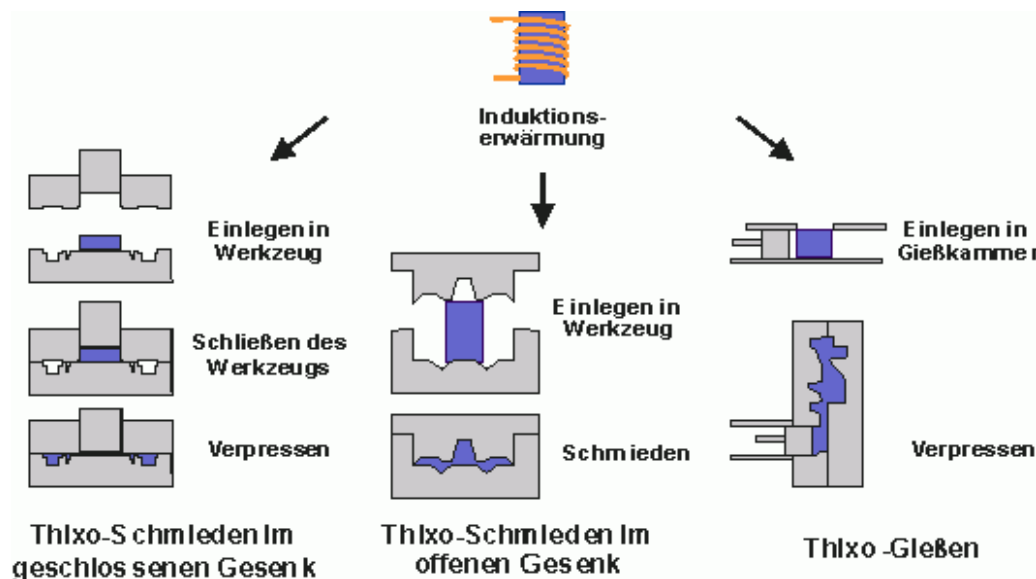 Induktions-
erwärmung
Einlegen in
Werkzeug
Schließen des
Werkzeugs
Verpressen
Thixo-Schmieden im
geschlossenen Gesenk
Einlegen in
Werkzeug
Schmieden
Thixo-Schmieden im
offenen Gesenk
Einlegen in
Gießkammer
Verpressen
Thixo-Gießen